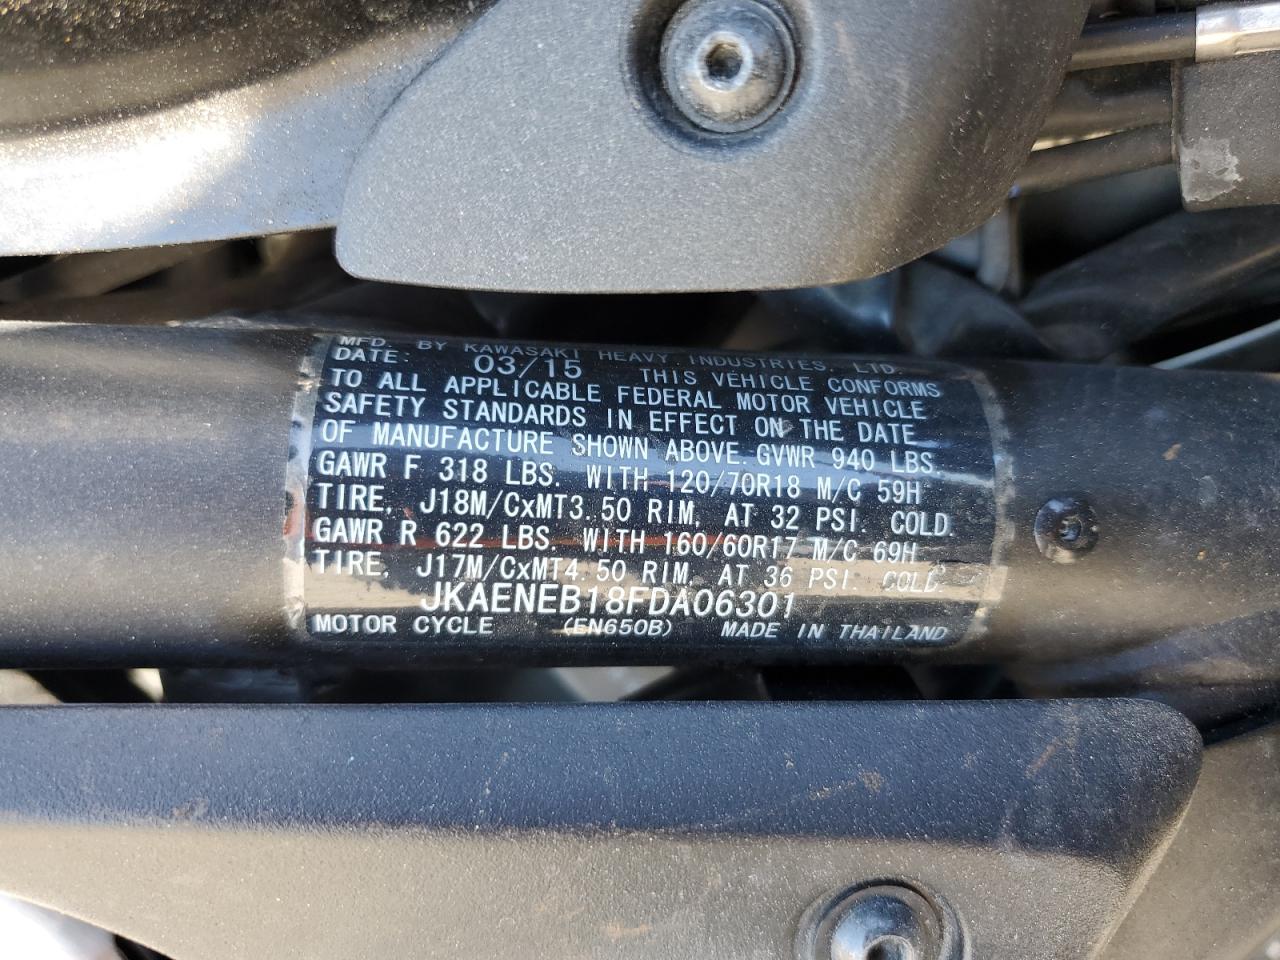 MFD. BY KAWASAKI HEAVY INDUSTRIES, LTD.
DATE: 03/15 THIS VEHICLE CONFORMS
TO ALL APPLICABLE FEDERAL MOTOR VEHICLE
SAFETY STANDARDS IN EFFECT ON THE DATE
OF MANUFACTURE SHOWN ABOVE. GVWR 940 LBS.
GAWR F 318 LBS. WITH 120/70R18 M/C 59H
TIRE, J18M/CxMT3.50 RIM, AT 32 PSI. COLD.
GAWR R 622 LBS. WITH 160/60R17 M/C 69H
TIRE, J17M/CxMT4.50 RIM, AT 36 PSI. COLD.
JKAENEB18FDA06301
MOTOR CYCLE (EN650B) MADE IN THAILAND